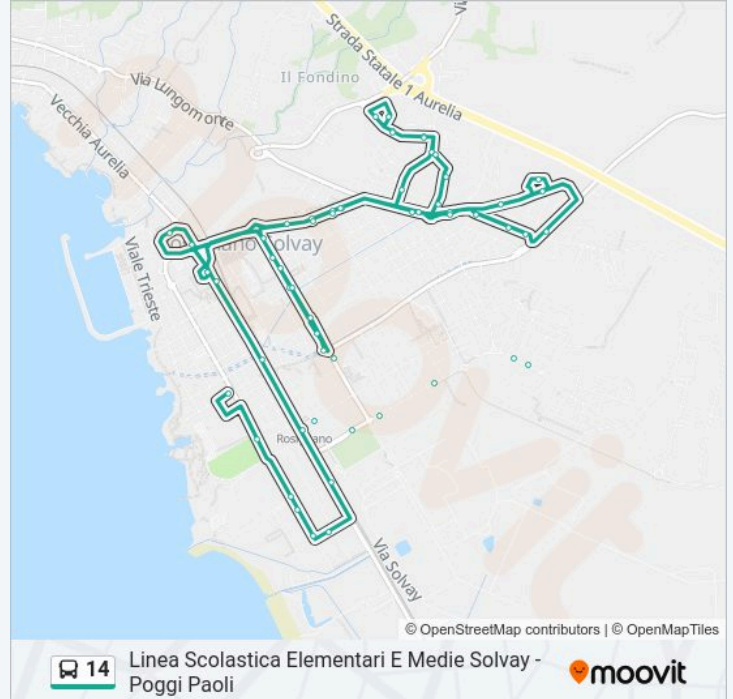 Strada Statale 1 Aurelia
Il Fondino
Via Lungomonte
Vecchia Aurelia
Viale Trieste
Solvay
Via Solvay
© OpenStreetMap contributors | © OpenMapTiles
14
Linea Scolastica Elementari E Medie Solvay -
Poggi Paoli
moovit